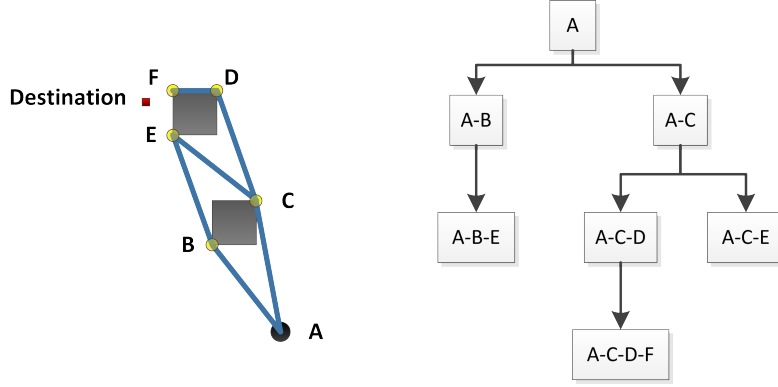 F
D
Destination
E
C
B
A
A
A-B
A-C
A-B-E
A-C-D
A-C-E
A-C-D-F